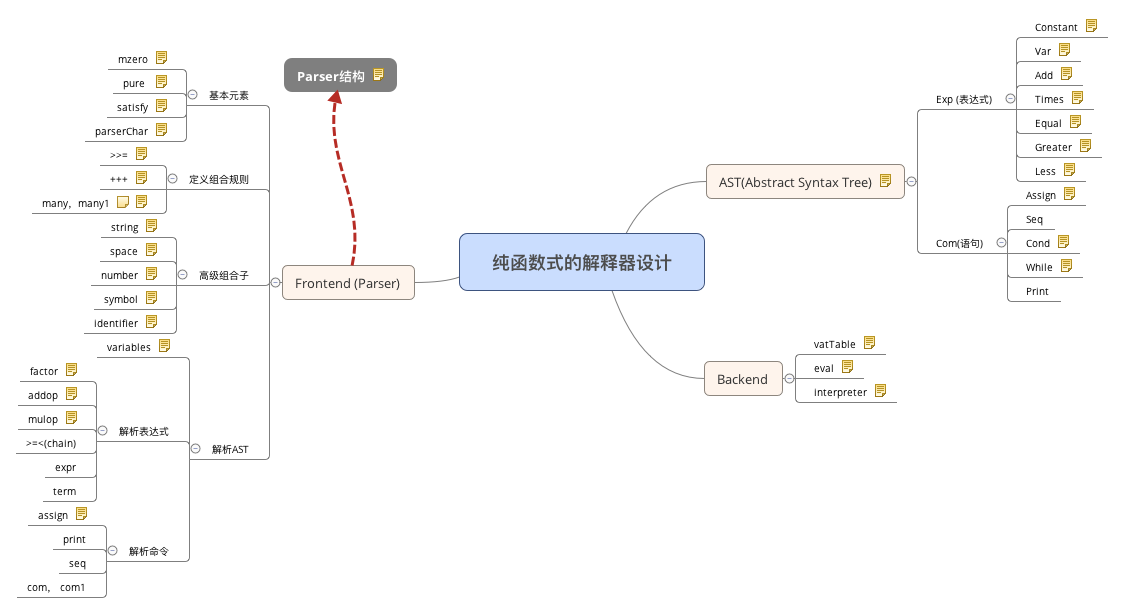 纯函数式的解释器设计
Parser结构
Frontend (Parser)
基本元素
mzero
pure
satisfy
parserChar
定义组合规则
>>=
+++
many，many1
高级组合子
string
space
number
symbol
identifier
解析AST
variables
解析表达式
factor
addop
mulop
>=<(chain)
expr
term
解析命令
assign
print
seq
com， com1
AST(Abstract Syntax Tree)
Exp (表达式)
Constant
Var
Add
Times
Equal
Greater
Less
Com(语句)
Assign
Seq
Cond
While
Print
Backend
vatTable
eval
interpreter